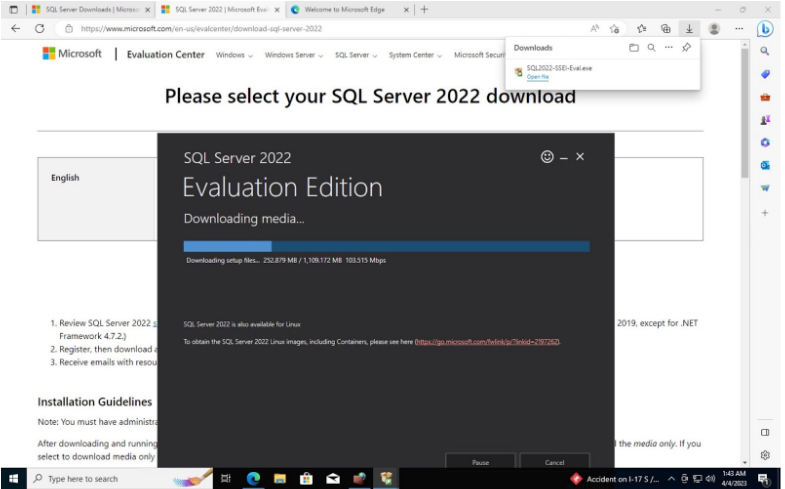 SQL Server Downloads | Microso
SQL Server 2022 | Microsoft Eval
Welcome to Microsoft Edge
https://www.microsoft.com/en-us/evalcenter/download-sql-server-2022
Microsoft | Evaluation Center Windows Windows Server SQL Server System Center Microsoft Securi
Downloads
SQL2022-SSEI-Eval.exe
Open file
Please select your SQL Server 2022 download
English
SQL Server 2022
Evaluation Edition
Downloading media...
Downloading setup files... 252.879 MB / 1,109.172 MB 103.515 Mbps
SQL Server 2022 is also available for Linux
To obtain the SQL Server 2022 Linux images, including Containers, please see here (https://go.microsoft.com/fwlink/p/?linkid=2197262).
Pause
Cancel
1. Review SQL Server 2022 s
2019, except for .NET
Framework 4.7.2.)
2. Register, then download a
3. Receive emails with resou
Installation Guidelines
Note: You must have administra
After downloading and running
l the media only. If you
select to download media only
Type here to search
Accident on I-17 S /...
1:43 AM
4/4/2023